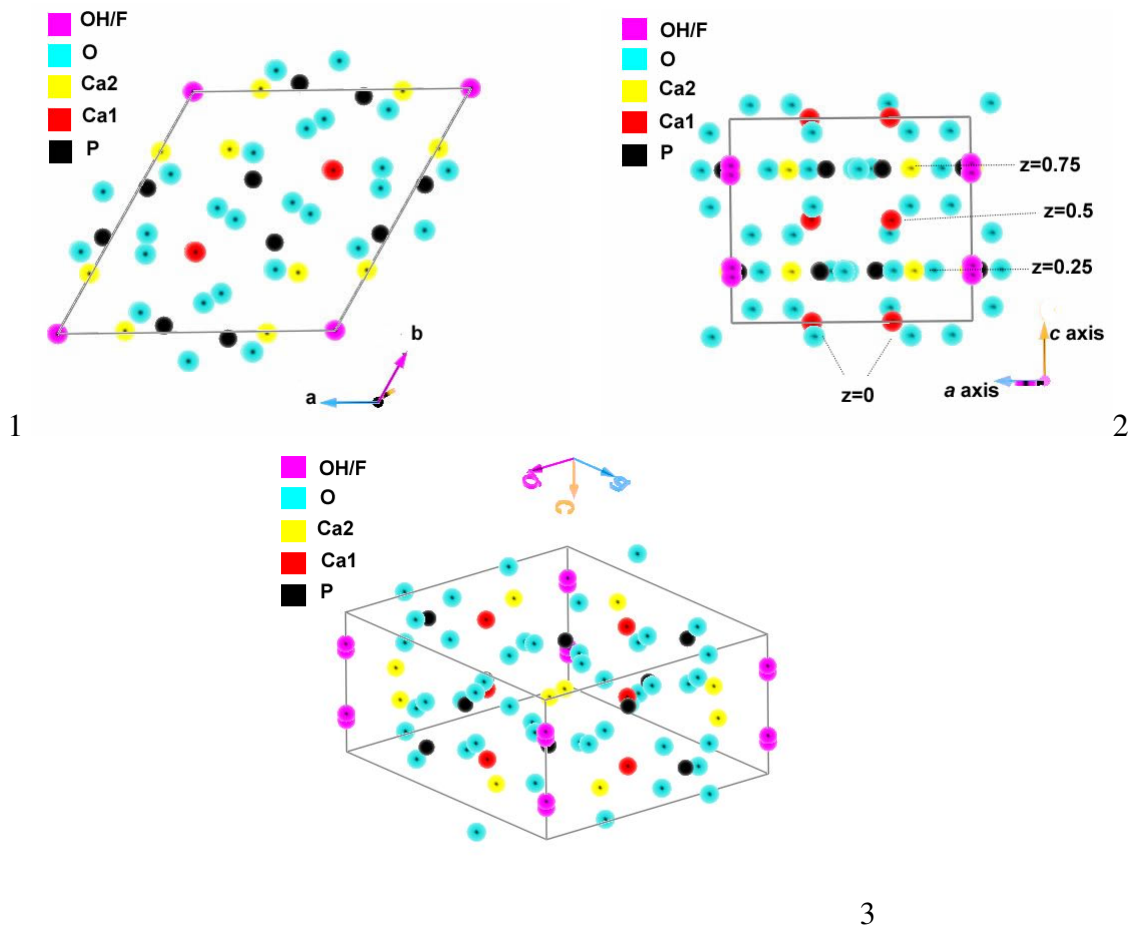 OH/F
O
Ca2
Ca1
P
b
a
1
OH/F
O
Ca2
Ca1
P
z=0.75
z=0.5
z=0.25
c axis
a axis
z=0
2
OH/F
O
Ca2
Ca1
P
c
3